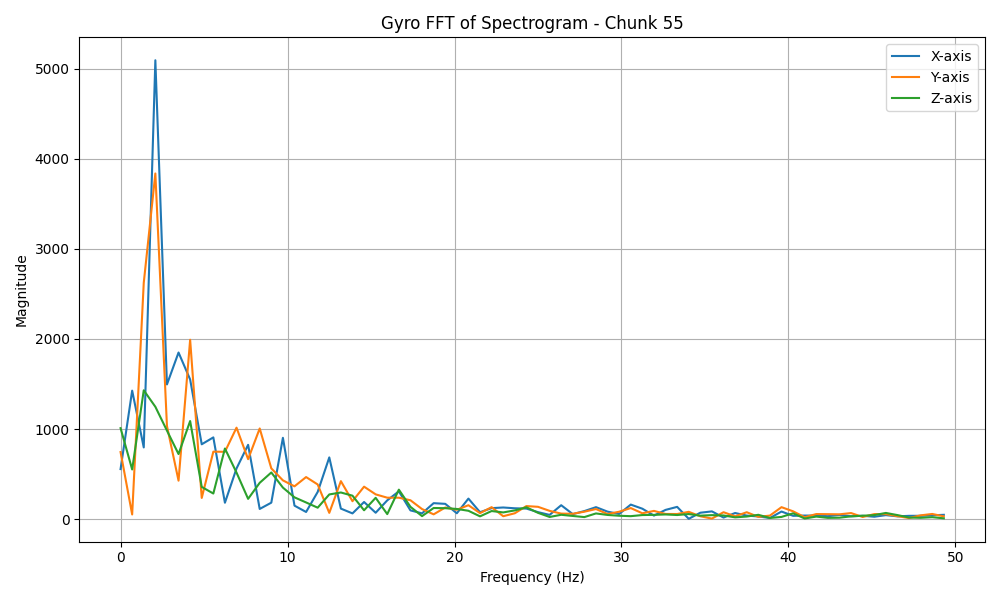 Gyro FFT of Spectrogram - Chunk 55
X-axis
Y-axis
Z-axis
Magnitude
5000
4000
3000
2000
1000
0
0 10 20 30 40 50
Frequency (Hz)